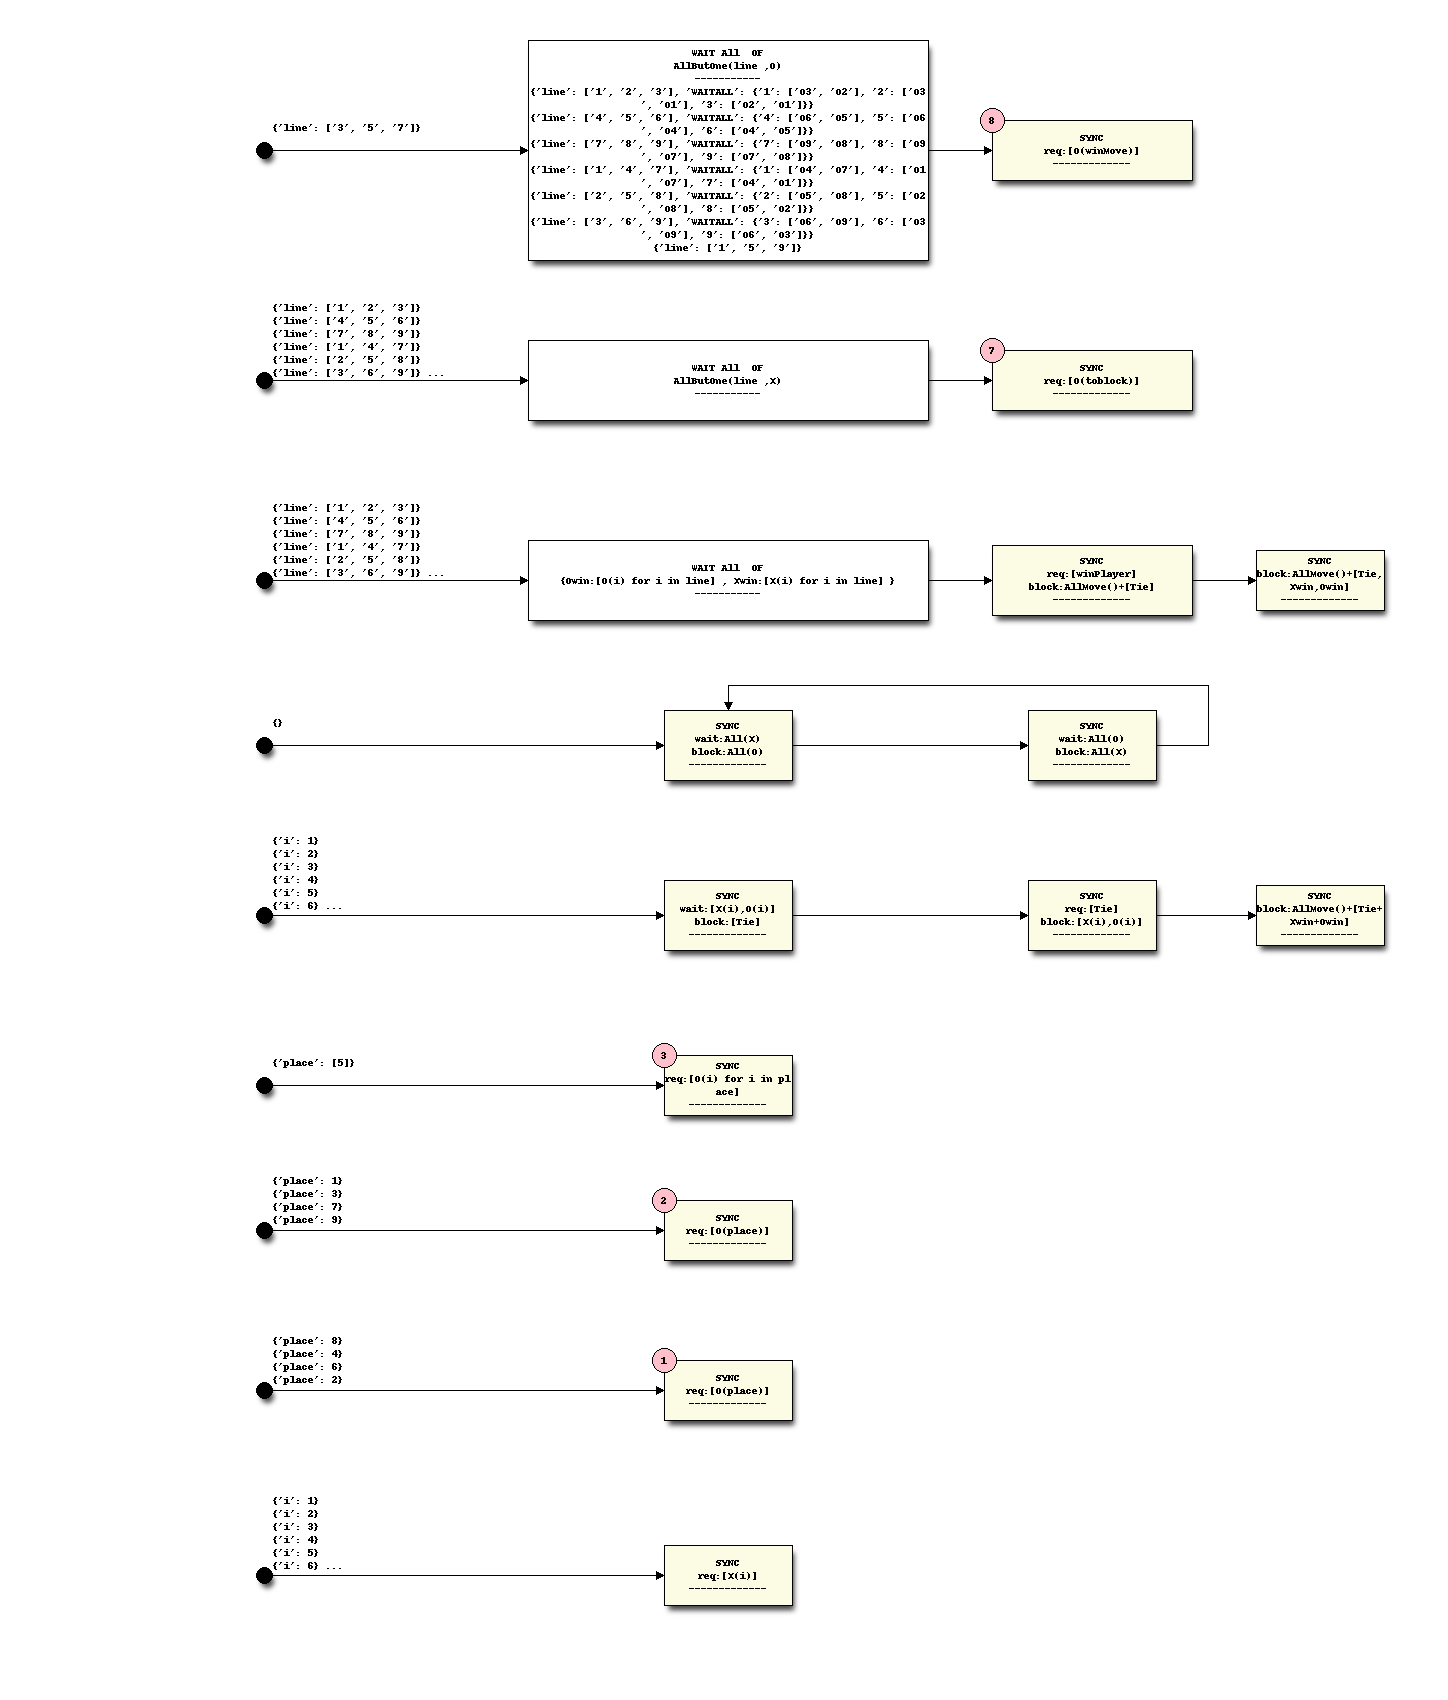 WAIT All  OF
AllButOne(line ,O)
-----------
{'line': ['1', '2', '3'], 'WAITALL': {'1': ['O3', 'O2'], '2': ['O3
', 'O1'], '3': ['O2', 'O1']}}
{'line': ['4', '5', '6'], 'WAITALL': {'4': ['O6', 'O5'], '5': ['O6
', 'O4'], '6': ['O4', 'O5']}}
{'line': ['7', '8', '9'], 'WAITALL': {'7': ['O9', 'O8'], '8': ['O9
', 'O7'], '9': ['O7', 'O8']}}
{'line': ['1', '4', '7'], 'WAITALL': {'1': ['O4', 'O7'], '4': ['O1
', 'O7'], '7': ['O4', 'O1']}}
{'line': ['2', '5', '8'], 'WAITALL': {'2': ['O5', 'O8'], '5': ['O2
', 'O8'], '8': ['O5', 'O2']}}
{'line': ['3', '6', '9'], 'WAITALL': {'3': ['O6', 'O9'], '6': ['O3
', 'O9'], '9': ['O6', 'O3']}}
{'line': ['1', '5', '9']}
{'line': ['3', '5', '7']}
8
SYNC
req:[O(winMove)]
-------------
{'line': ['1', '2', '3']}
{'line': ['4', '5', '6']}
{'line': ['7', '8', '9']}
{'line': ['1', '4', '7']}
{'line': ['2', '5', '8']}
{'line': ['3', '6', '9']} ...
WAIT All  OF
AllButOne(line ,X)
-----------
7
SYNC
req:[O(toblock)]
-------------
{'line': ['1', '2', '3']}
{'line': ['4', '5', '6']}
{'line': ['7', '8', '9']}
{'line': ['1', '4', '7']}
{'line': ['2', '5', '8']}
{'line': ['3', '6', '9']} ...
WAIT All  OF
{Owin:[O(i) for i in line] , Xwin:[X(i) for i in line] }
-----------
SYNC
req:[winPlayer]
block:AllMove()+[Tie]
-------------
SYNC
block:AllMove()+[Tie,
Xwin,Owin]
-------------
{}
SYNC
wait:All(X)
block:All(O)
-------------
SYNC
wait:All(O)
block:All(X)
-------------
{'i': 1}
{'i': 2}
{'i': 3}
{'i': 4}
{'i': 5}
{'i': 6} ...
SYNC
wait:[X(i),O(i)]
block:[Tie]
-------------
SYNC
req:[Tie]
block:[X(i),O(i)]
-------------
SYNC
block:AllMove()+[Tie+
Xwin+Owin]
-------------
{'place': [5]}
3
SYNC
req:[O(i) for i in pl
ace]
-------------
{'place': 1}
{'place': 3}
{'place': 7}
{'place': 9}
2
SYNC
req:[O(place)]
-------------
{'place': 8}
{'place': 4}
{'place': 6}
{'place': 2}
1
SYNC
req:[O(place)]
-------------
{'i': 1}
{'i': 2}
{'i': 3}
{'i': 4}
{'i': 5}
{'i': 6} ...
SYNC
req:[X(i)]
-------------